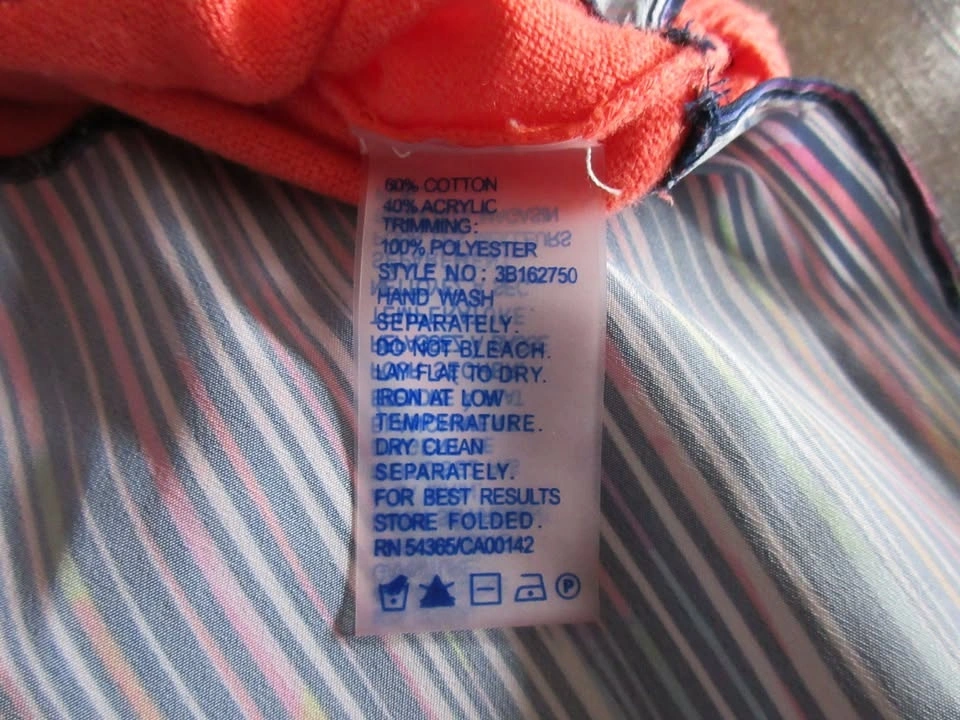 60% COTTON
40% ACRYLIC
TRIMMING:
100% POLYESTER
STYLE NO: 3B162750
HAND WASH
SEPARATELY.
DO NOT BLEACH.
LAY FLAT TO DRY.
IRON AT LOW
TEMPERATURE.
DRY CLEAN
SEPARATELY.
FOR BEST RESULTS
STORE FOLDED.
RN 54365/CA00142
P